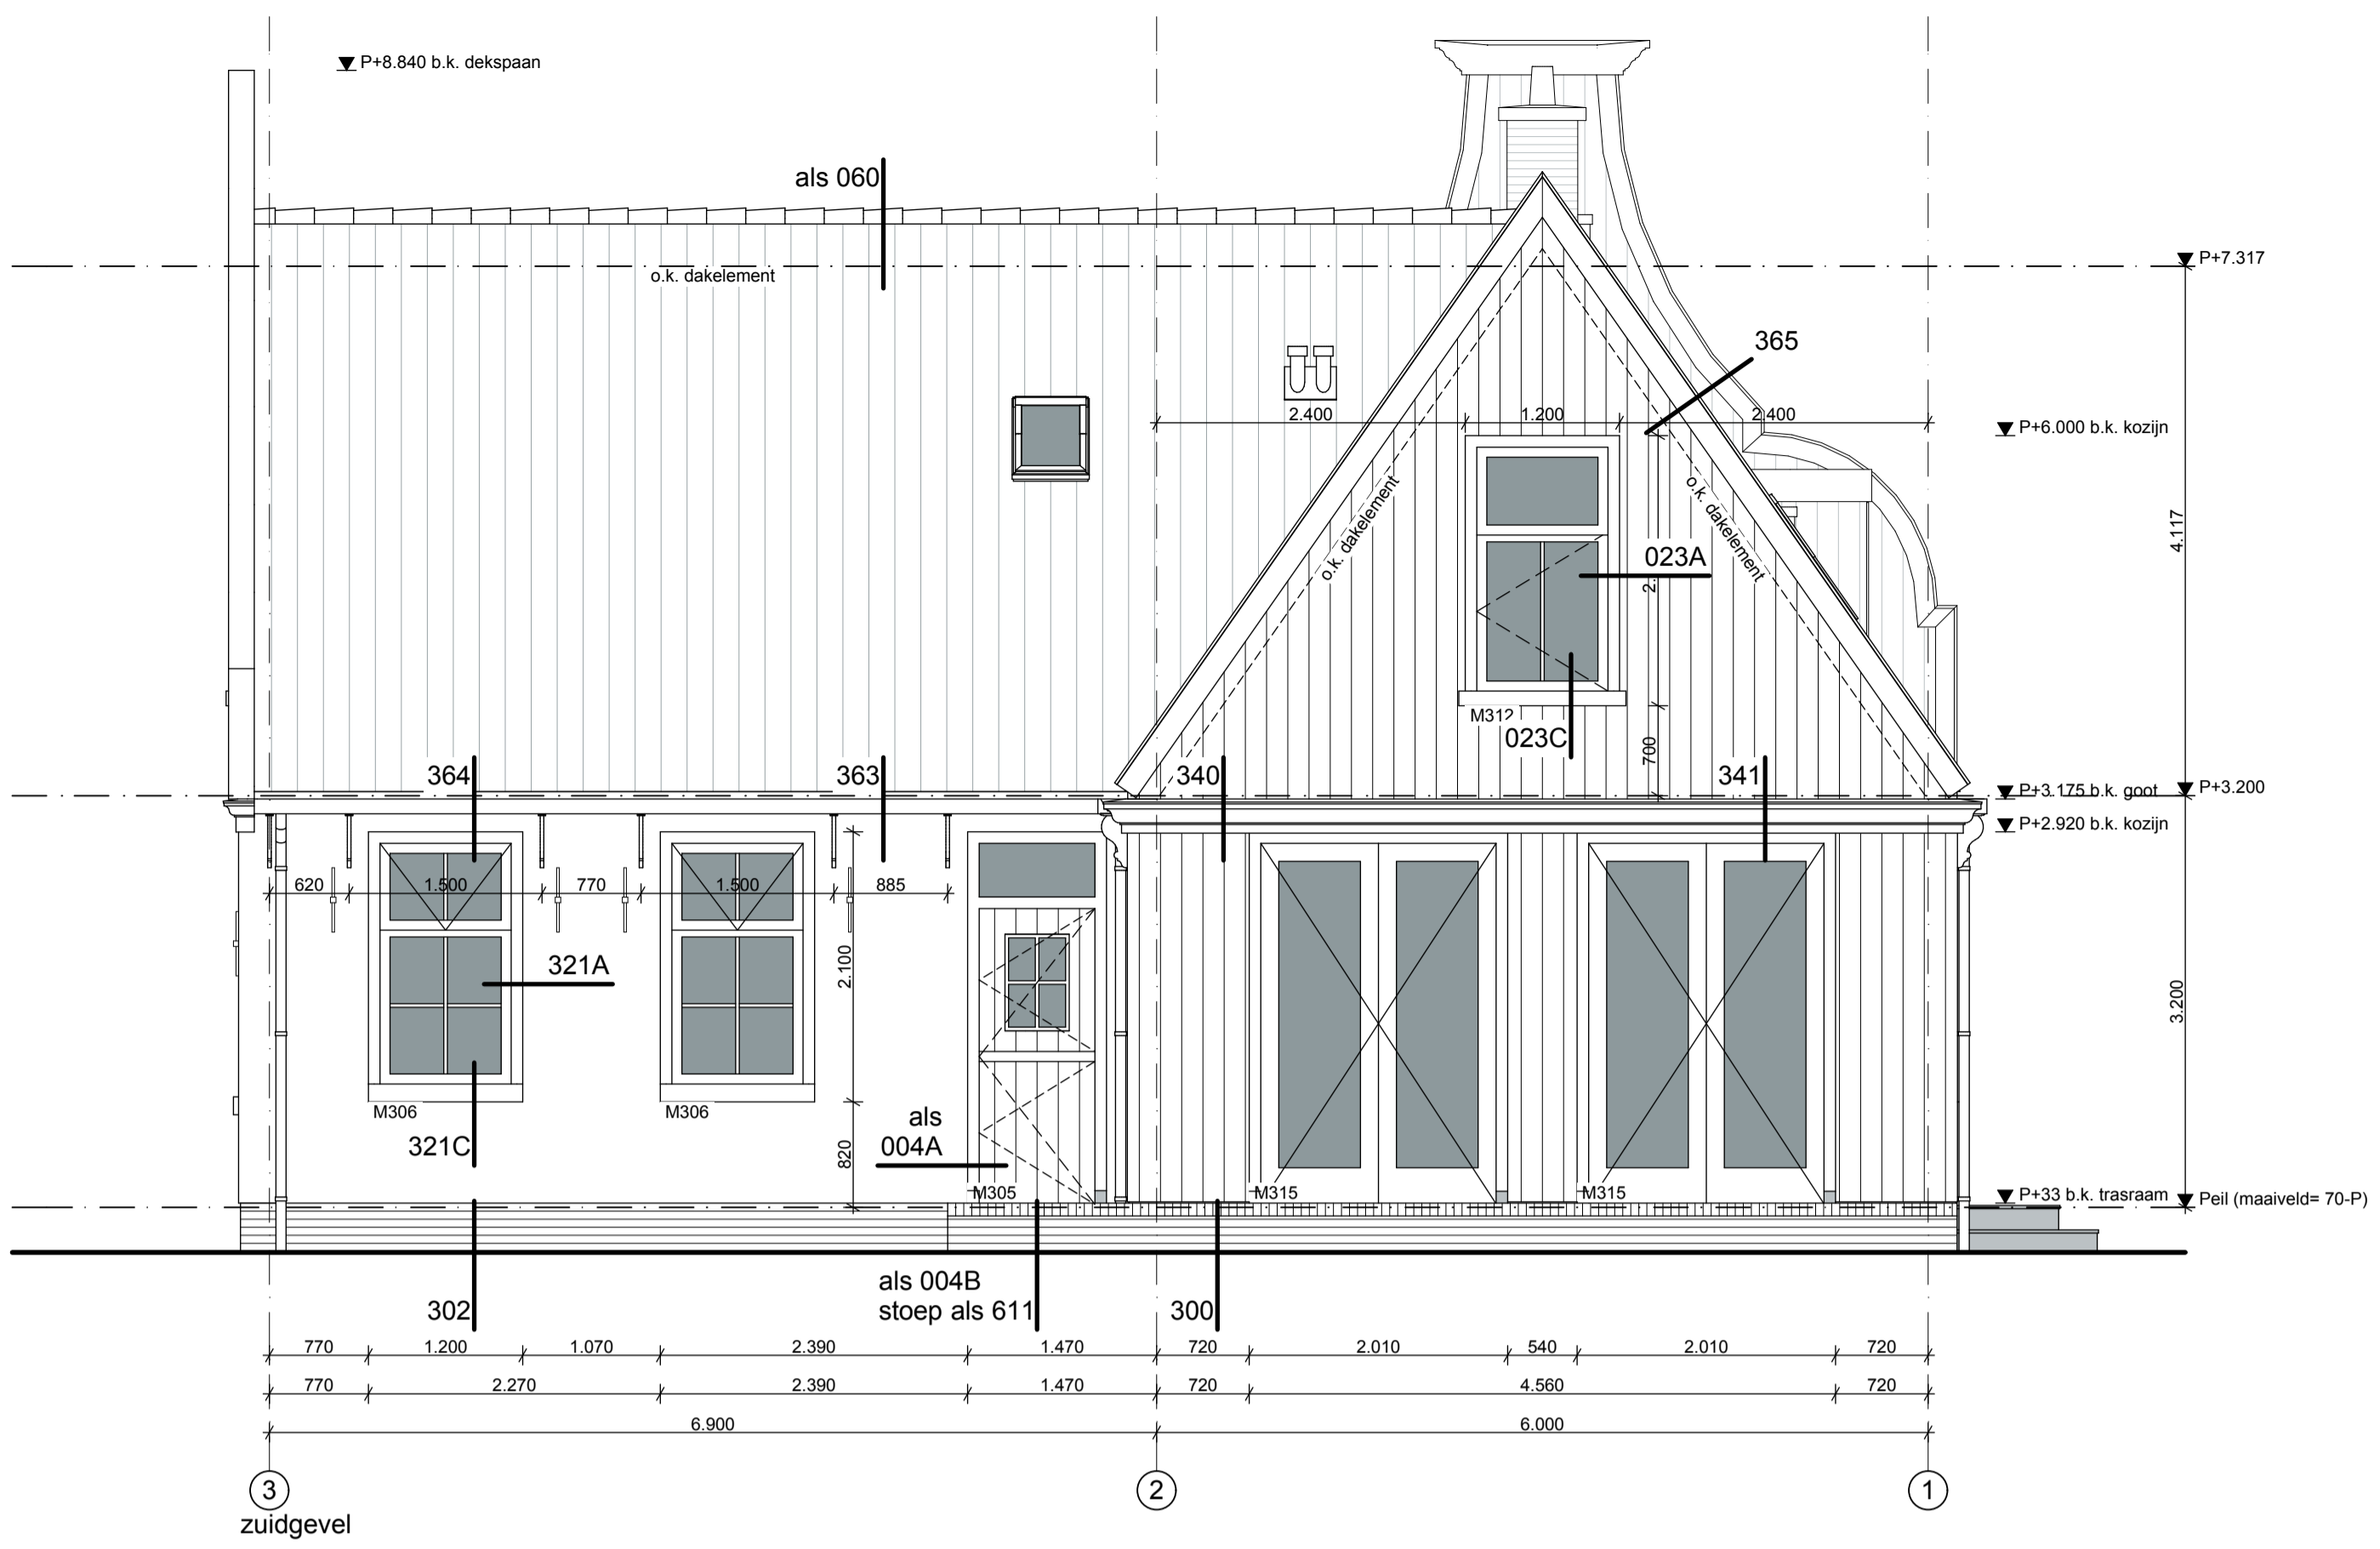 P+8.840 b.k. dekspaan
als 060
o.k. dakelement
P+7.317
365
2.400
1.200
2.400
P+6.000 b.k. kozijn
o.k. dakelement
o.k. dakelement
4.117
023A
2.
M312
023C
700
364
363
340
341
P+3.175 b.k. goot
P+3.200
P+2.920 b.k. kozijn
620
1.500
770
1.500
885
321A
2.100
3.200
M306
M306
als
004A
321C
820
M305
M315
M315
P+33 b.k. trasraam
Peil (maaiveld= 70-P)
als 004B
stoep als 611
302
300
770
1.200
1.070
2.390
1.470
720
2.010
540
2.010
720
770
2.270
2.390
1.470
720
4.560
720
6.900
6.000
3
2
1
zuidgevel